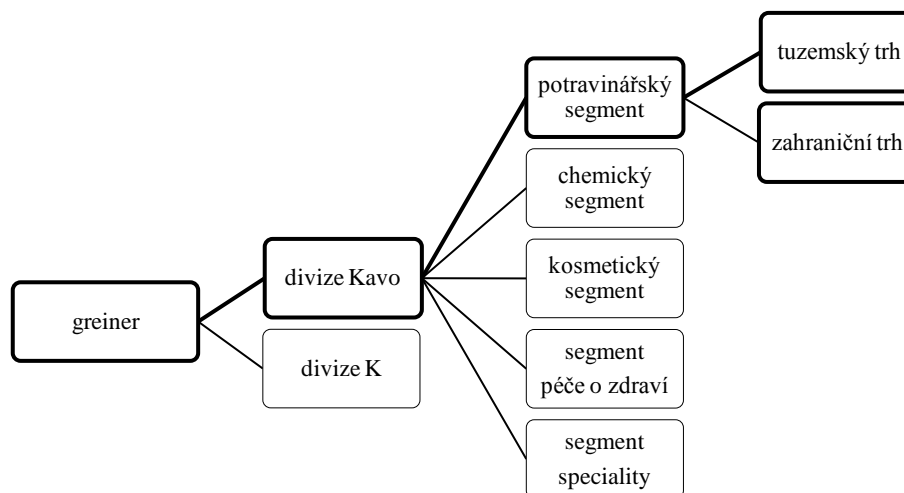 greiner
divize Kavo
divize K
potravinářský
segment
chemický
segment
kosmetický
segment
segment
péče o zdraví
segment
speciality
tuzemský trh
zahraniční trh